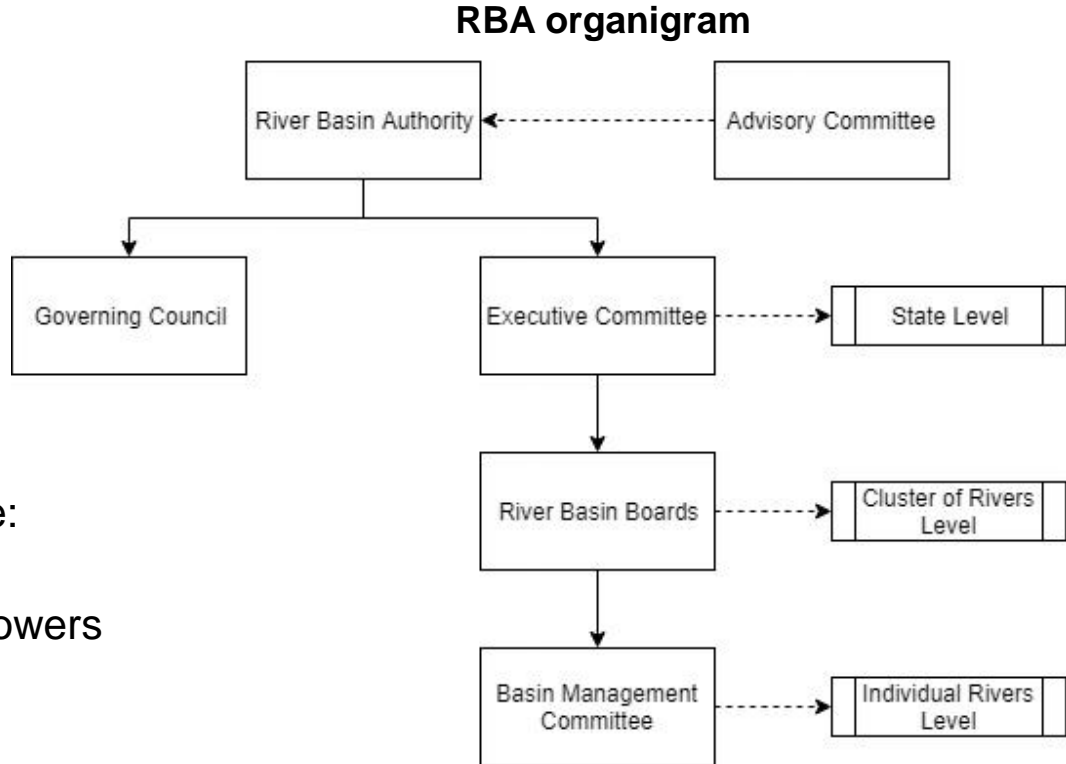 RBA organigram
River Basin Authority
Advisory Committee
Governing Council
Executive Committee
State Level
e:
River Basin Boards
Cluster of Rivers
Level
owers
Basin Management
Committee
Individual Rivers
Level